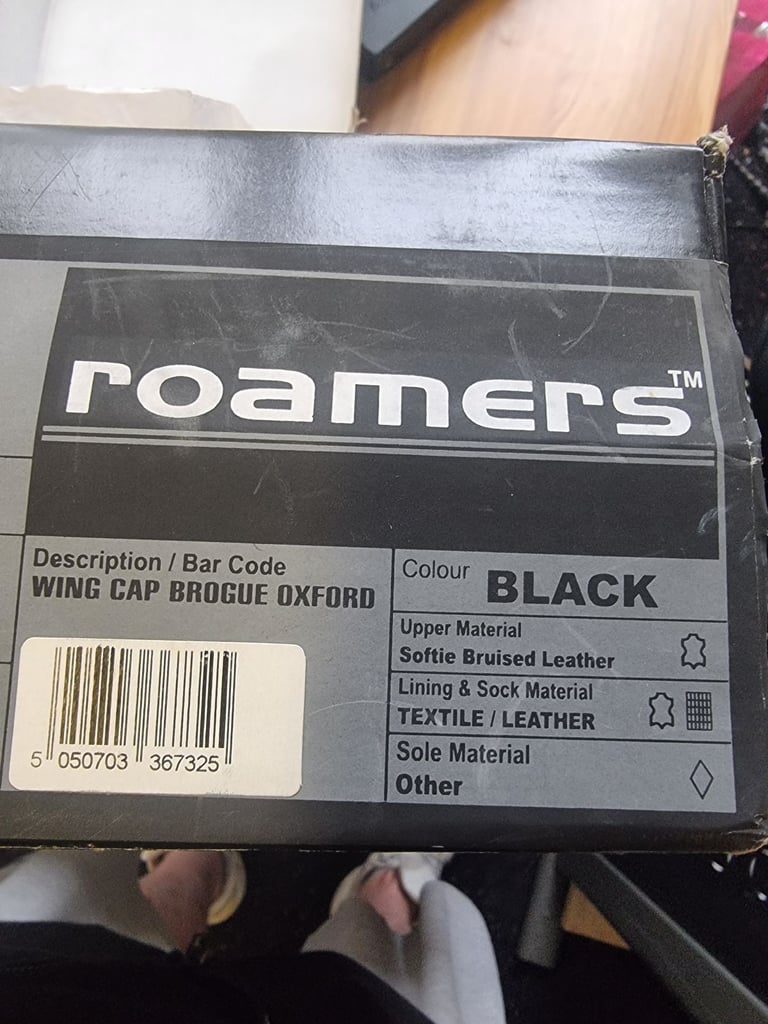 roamers™
Description / Bar Code
WING CAP BROGUE OXFORD
5 050703 367325
Colour BLACK
Upper Material
Softie Bruised Leather
Lining & Sock Material
TEXTILE / LEATHER
Sole Material
Other